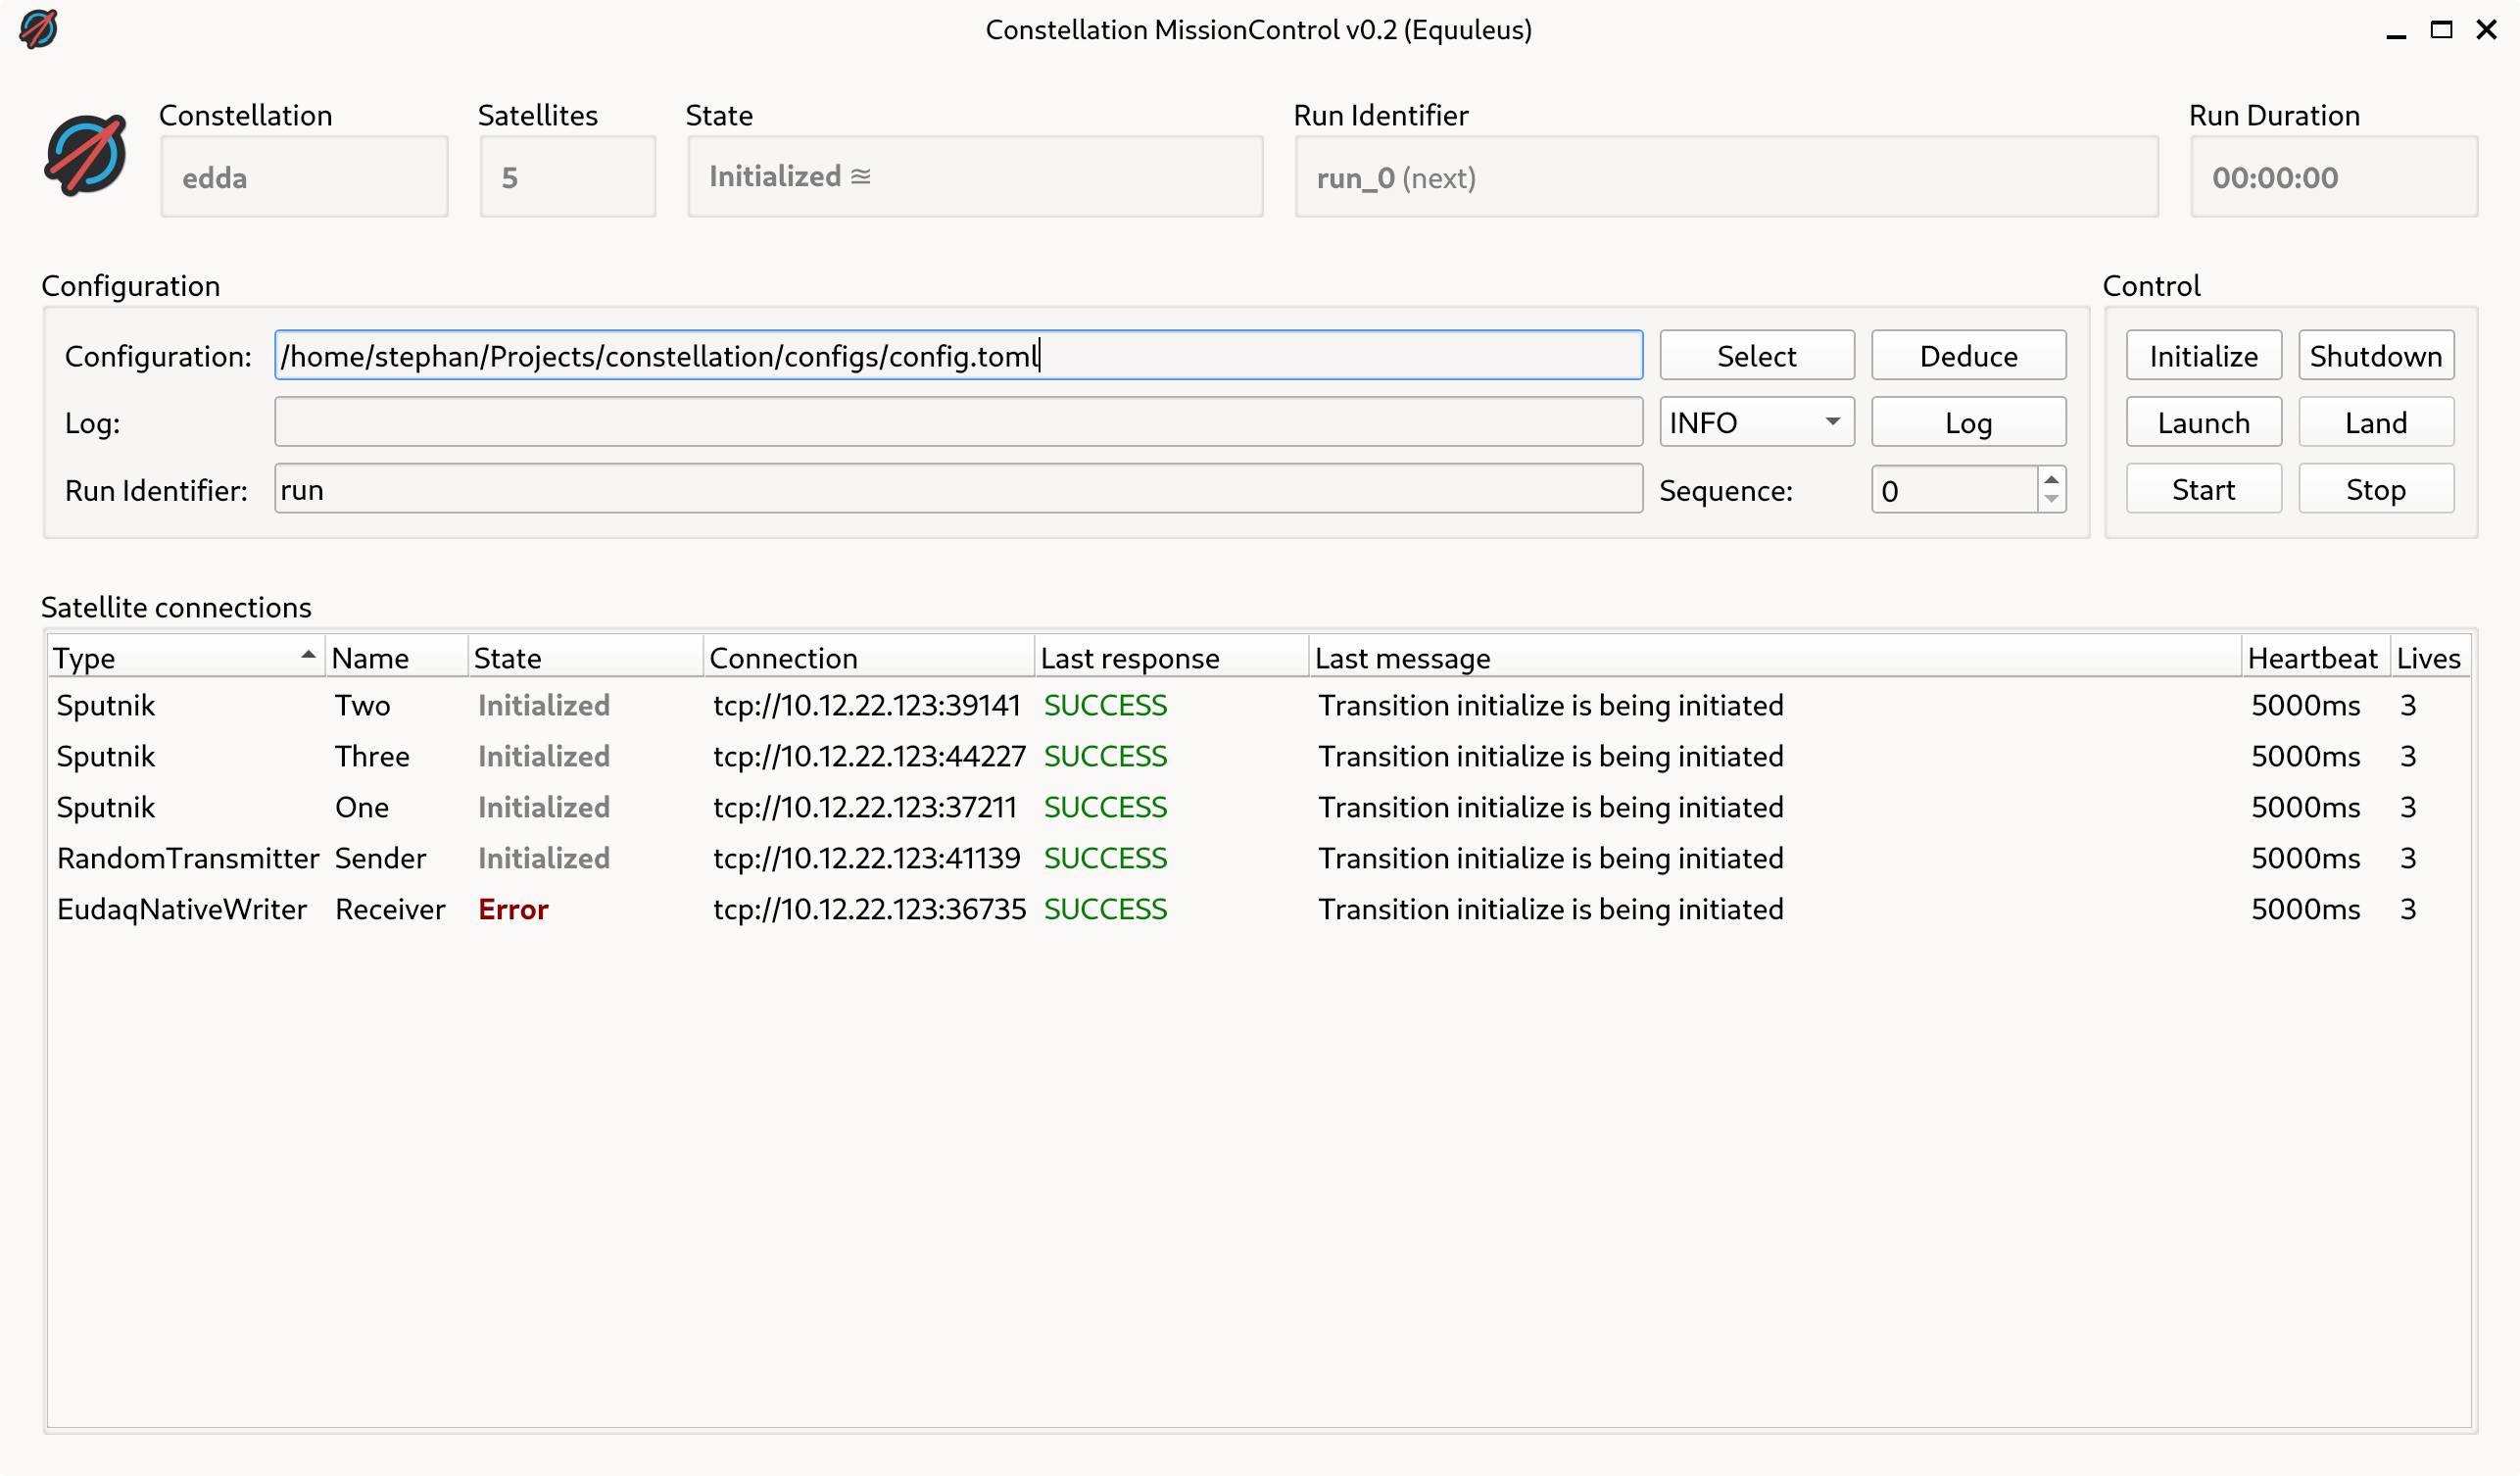 Constellation MissionControl v0.2 (Equuleus)
Constellation Satellites State Run Identifier Run Duration
edda 5 Initialized ≊ run_0 (next) 00:00:00
Configuration Control
Configuration: /home/stephan/Projects/constellation/configs/config.toml Select Deduce Initialize Shutdown
Log: INFO Log Launch Land
Run Identifier: run Sequence: 0 Start Stop
Satellite connections
Type Name State Connection Last response Last message Heartbeat Lives
Sputnik Two Initialized tcp://10.12.22.123:39141 SUCCESS Transition initialize is being initiated 5000ms 3
Sputnik Three Initialized tcp://10.12.22.123:44227 SUCCESS Transition initialize is being initiated 5000ms 3
Sputnik One Initialized tcp://10.12.22.123:37211 SUCCESS Transition initialize is being initiated 5000ms 3
RandomTransmitter Sender Initialized tcp://10.12.22.123:41139 SUCCESS Transition initialize is being initiated 5000ms 3
EudaqNativeWriter Receiver Error tcp://10.12.22.123:36735 SUCCESS Transition initialize is being initiated 5000ms 3